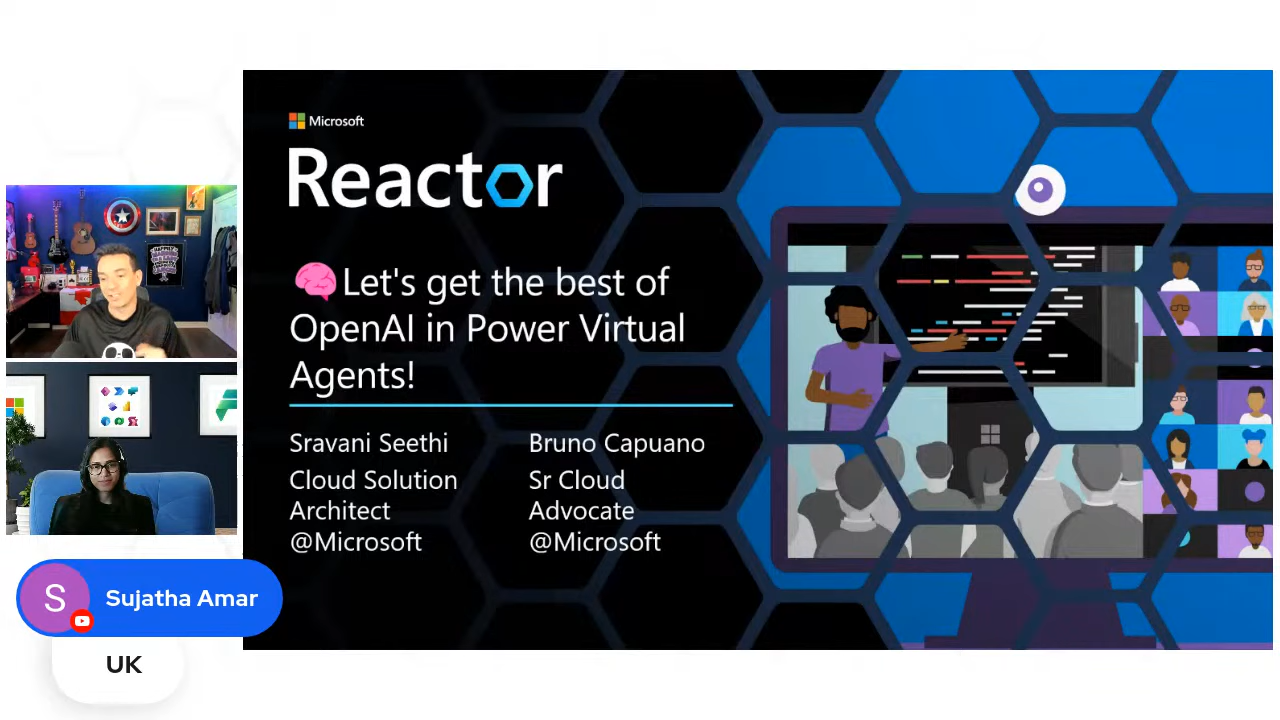 Microsoft
Reactor
🧠Let's get the best of
OpenAI in Power Virtual
Agents!
Sravani Seethi
Cloud Solution
Architect
@Microsoft
Bruno Capuano
Sr Cloud
Advocate
@Microsoft
S
Sujatha Amar
UK